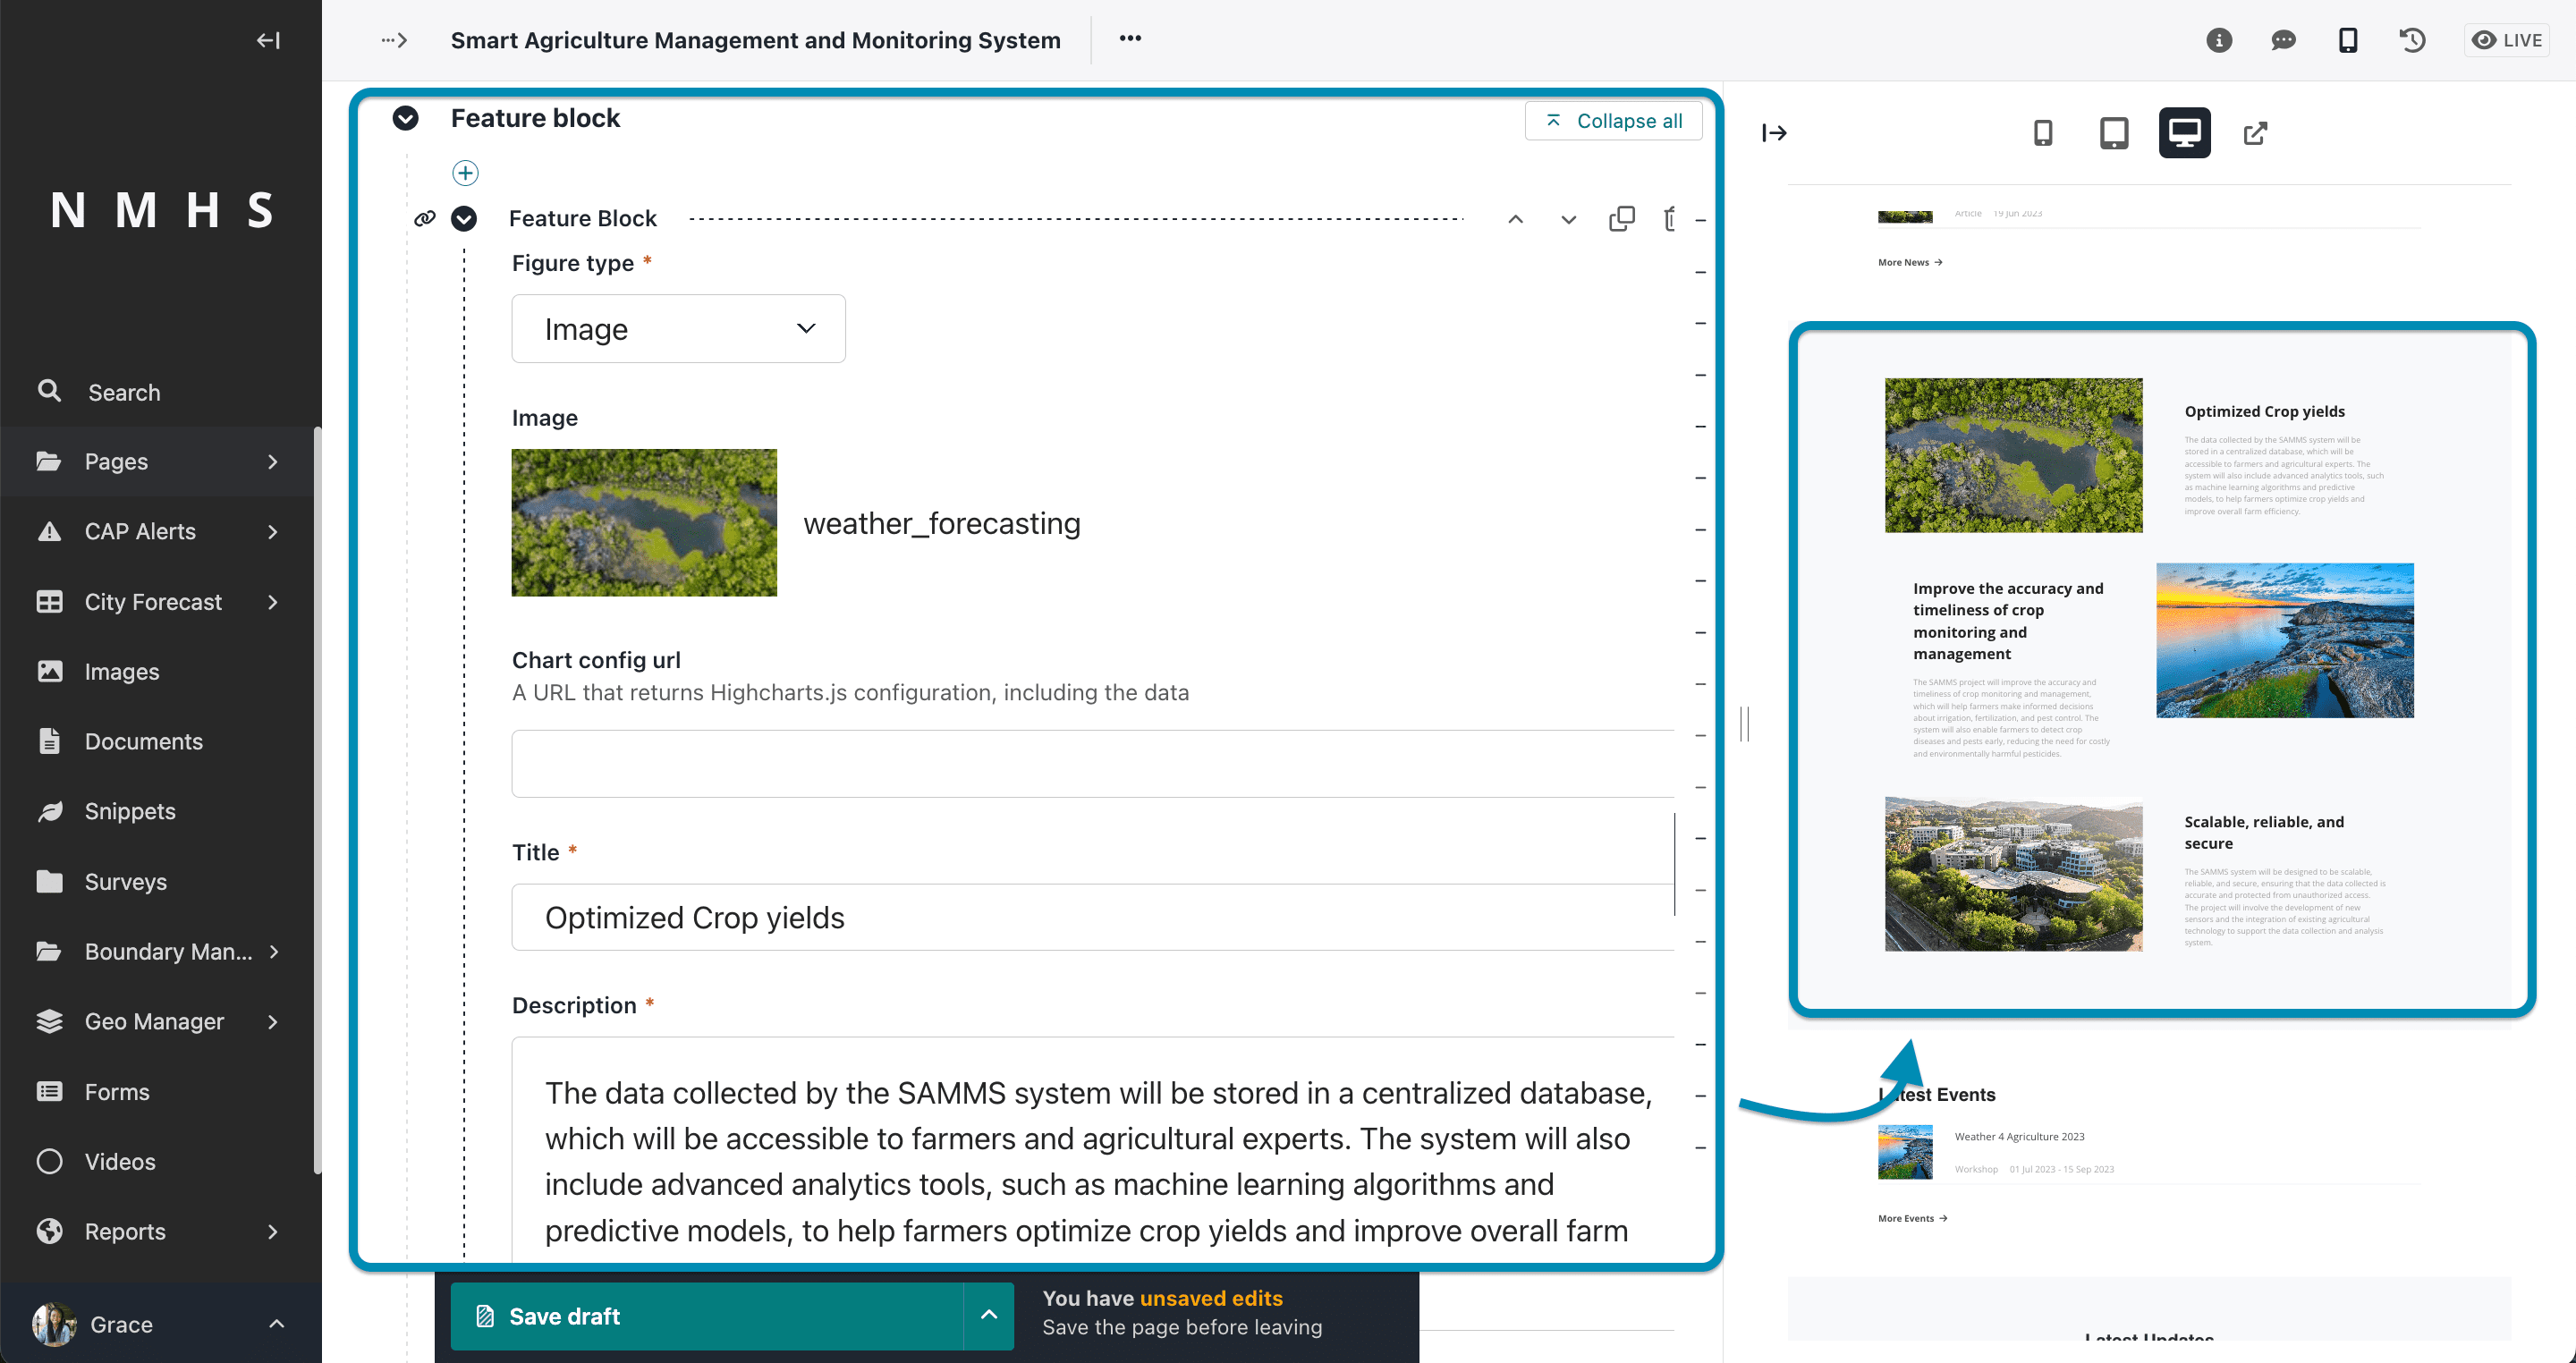 Smart Agriculture Management and Monitoring System
LIVE
N M H S
Search
Pages
CAP Alerts
City Forecast
Images
Documents
Snippets
Surveys
Boundary Man...
Geo Manager
Forms
Videos
Reports
Grace
Feature block
Collapse all
Feature Block
Figure type *
Image
Image
weather_forecasting
Chart config url
A URL that returns Highcharts.js configuration, including the data
Title *
Optimized Crop yields
Description *
The data collected by the SAMMS system will be stored in a centralized database,
which will be accessible to farmers and agricultural experts. The system will also
include advanced analytics tools, such as machine learning algorithms and
predictive models, to help farmers optimize crop yields and improve overall farm
Save draft
You have unsaved edits
Save the page before leaving
Article 19 Jun 2023
More News
Optimized Crop yields
The data collected by the SAMMS system will be
stored in a centralized database, which will be
accessible to farmers and agricultural experts. The
system will also include advanced analytics tools, such
as machine learning algorithms and predictive
models, to help farmers optimize crop yields and
improve overall farm efficiency.
Improve the accuracy and
timeliness of crop
monitoring and
management
The SAMMS project will improve the accuracy and
timeliness of crop monitoring and management,
which will help farmers make informed decisions
about irrigation, fertilization, and pest control. The
system will also enable farmers to detect crop
diseases and pests early, reducing the need for costly
and environmentally harmful pesticides.
Scalable, reliable, and
secure
The SAMMS system will be designed to be scalable,
reliable, and secure, ensuring that the data collected is
accurate and protected from unauthorized access.
The project will involve the development of new
sensors and the integration of existing agricultural
technology to support the data collection and analysis
system.
Latest Events
Weather 4 Agriculture 2023
Workshop 01 Jul 2023 - 15 Sep 2023
More Events
Latest Updates